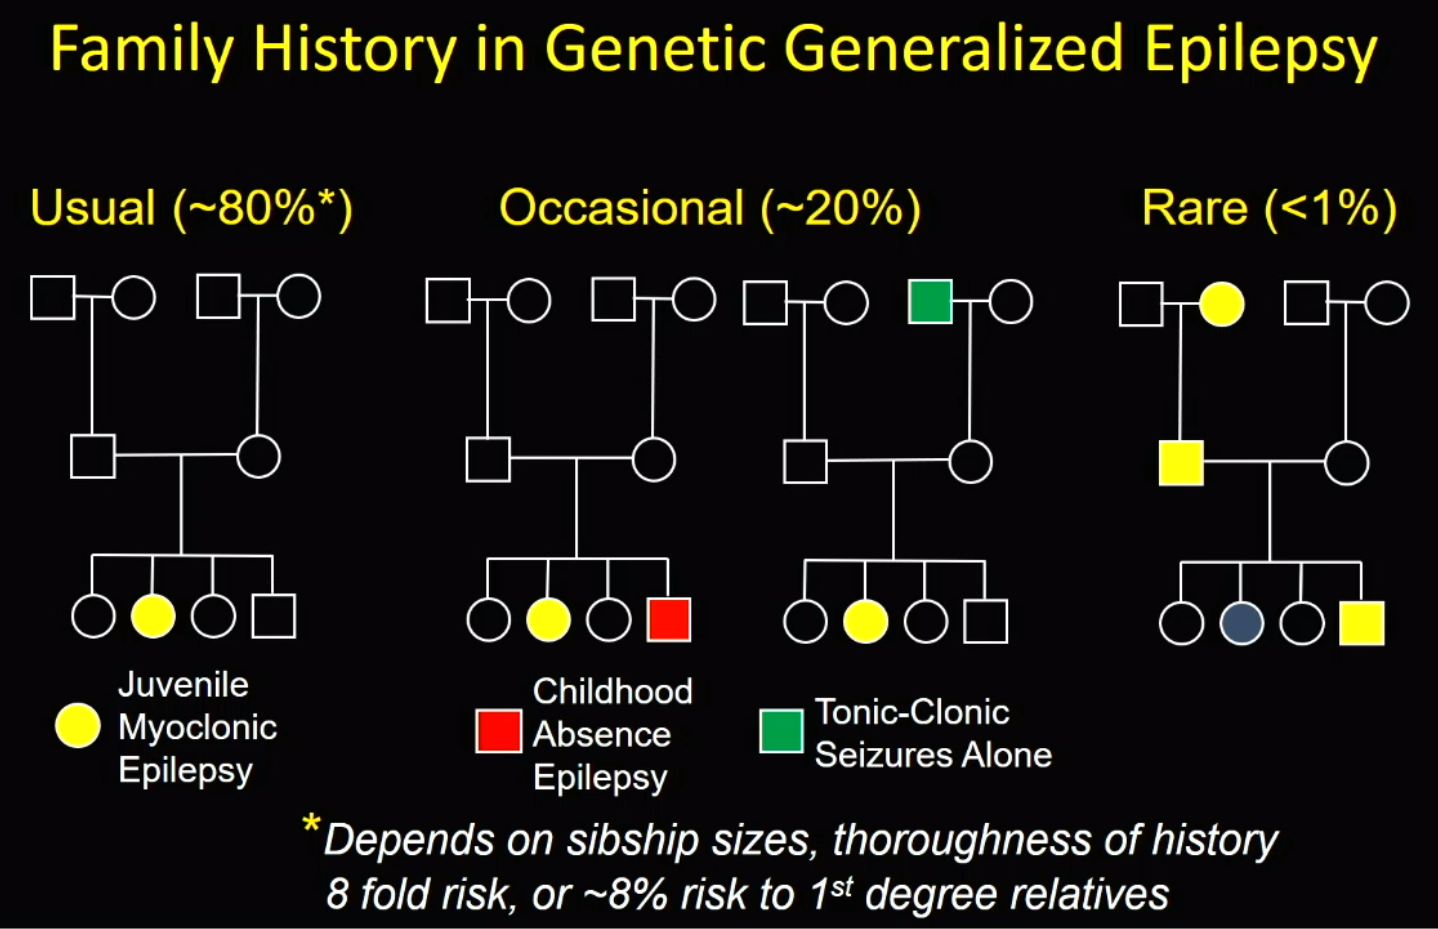 Family History in Genetic Generalized Epilepsy
Usual (~80%*)
Occasional (~20%)
Rare (<1%)
Juvenile
Myoclonic
Epilepsy
Childhood
Absence
Epilepsy
Tonic-Clonic
Seizures Alone
*Depends on sibship sizes, thoroughness of history
8 fold risk, or ~8% risk to 1st degree relatives